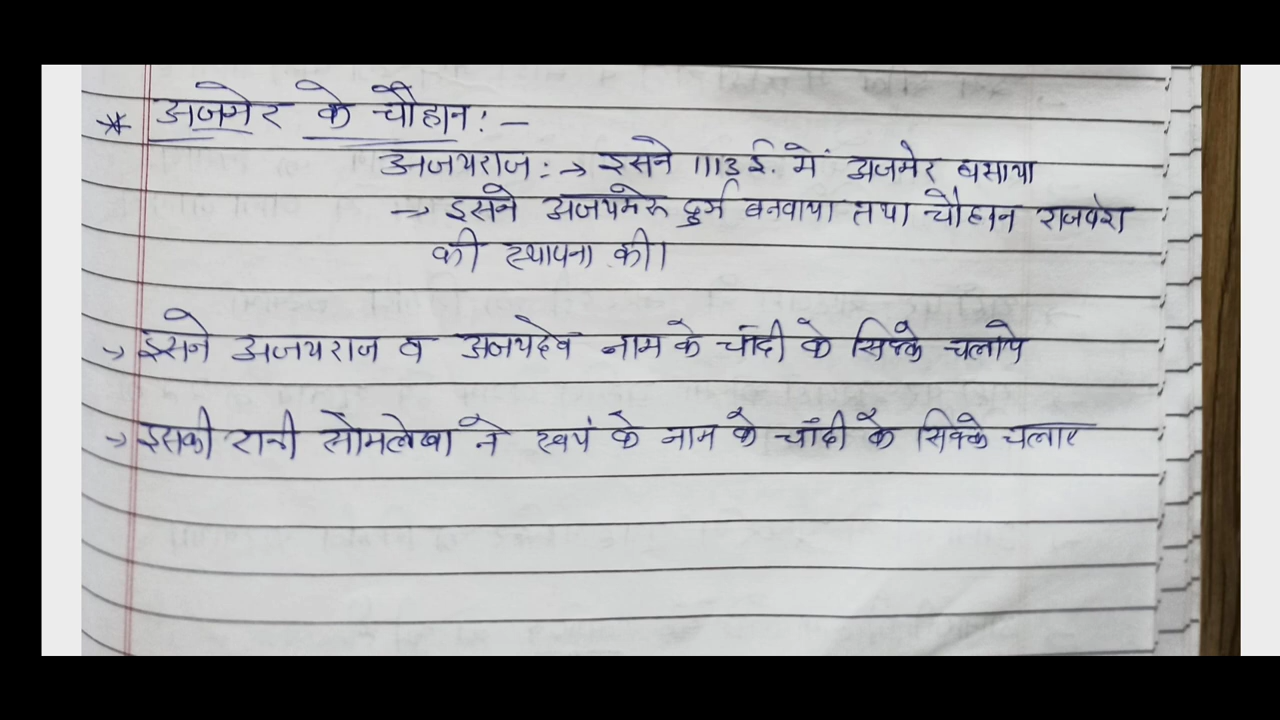 * अजमेर के चौहान: -
अजयराज: → इसने 1113 ई. में अजमेर बसाया
→ इसने अजयमेरू दुर्ग बनवाया तथा चौहान राजवंश
की स्थापना की।
→ इसने अजयराज व अजयदेव नाम के चांदी के सिक्के चलाये
→ इसकी रानी सोमलेखा ने स्वयं के नाम के चाँदी के सिक्के चलाए